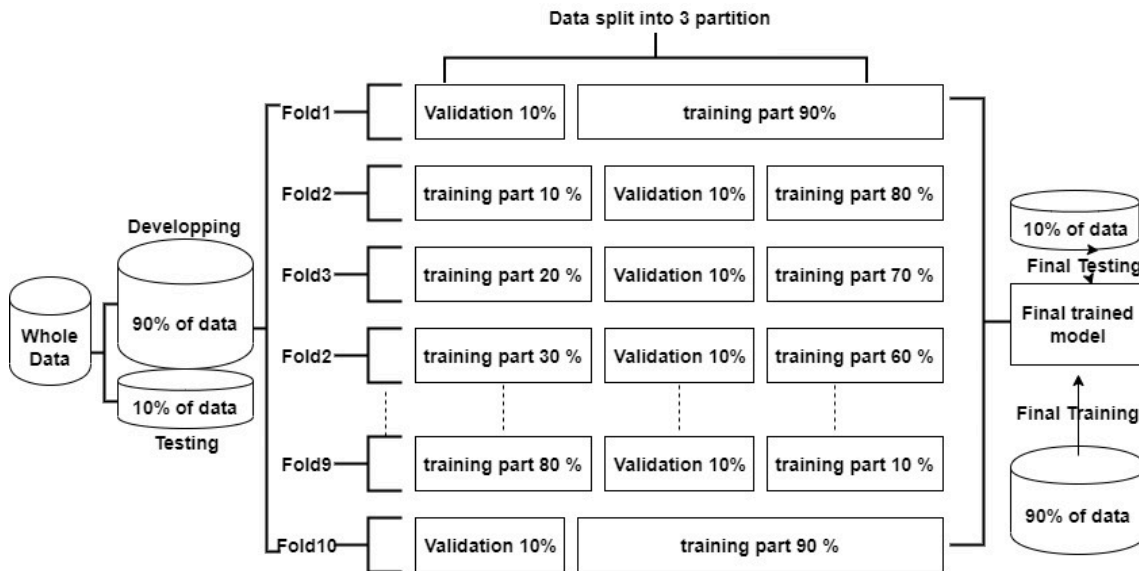 Data split into 3 partition
Fold1
Validation 10%
training part 90%
Fold2
training part 10 %
Validation 10%
training part 80 %
Developping
10% of data
Final Testing
Fold3
training part 20 %
Validation 10%
training part 70 %
Whole
Data
90% of data
Final trained
model
Fold2
training part 30 %
Validation 10%
training part 60 %
10% of data
Testing
Final Training
Fold9
training part 80 %
Validation 10%
training part 10 %
90% of data
Fold10
Validation 10%
training part 90 %